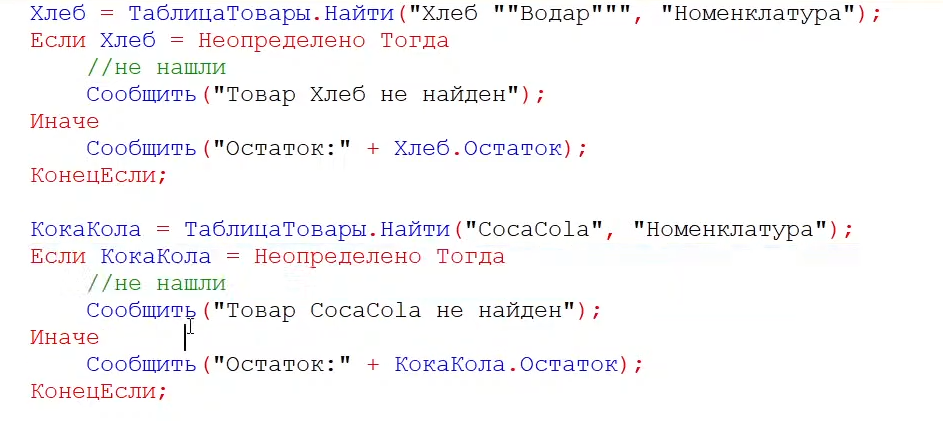 Хлеб = ТаблицаТовары.Найти("Хлеб ""Водар""", "Номенклатура");
Если Хлеб = Неопределено Тогда
//не нашли
Сообщить("Товар Хлеб не найден");
Иначе
Сообщить("Остаток:" + Хлеб.Остаток);
КонецЕсли;
КокаКола = ТаблицаТовары.Найти("CocaCola", "Номенклатура");
Если КокаКола = Неопределено Тогда
//не нашли
Сообщить("Товар CocaCola не найден");
Иначе
Сообщить("Остаток:" + КокаКола.Остаток);
КонецЕсли;